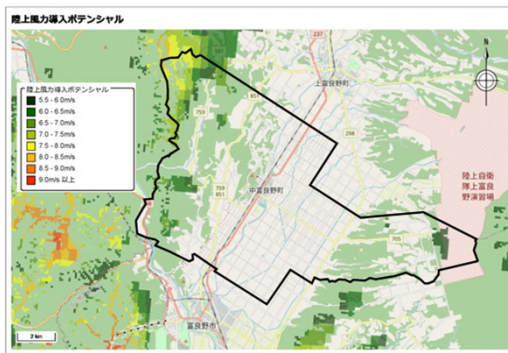 陸上風力導入ポテンシャル
237
N
上富良野町
陸上風力導入ポテンシャル
5.5 - 6.0m/s
6.0 - 6.5m/s
6.5 - 7.0m/s
7.0 - 7.5m/s
7.5 - 8.0m/s
8.0 - 8.5m/s
8.5 - 9.0m/s
9.0m/s 以上
759
298
陸上自衛
隊上富良
野演習場
中富良野町
759
851
705
富良野市
2 km